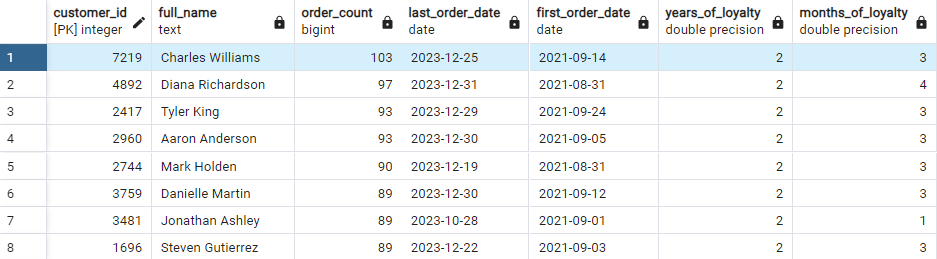 customer_id full_name order_count last_order_date first_order_date years_of_loyalty months_of_loyalty
[PK] integer text bigint date date double precision double precision
1 7219 Charles Williams 103 2023-12-25 2021-09-14 2 3
2 4892 Diana Richardson 97 2023-12-31 2021-08-31 2 4
3 2417 Tyler King 93 2023-12-29 2021-09-24 2 3
4 2960 Aaron Anderson 93 2023-12-30 2021-09-05 2 3
5 2744 Mark Holden 90 2023-12-19 2021-08-31 2 3
6 3759 Danielle Martin 89 2023-12-30 2021-09-12 2 3
7 3481 Jonathan Ashley 89 2023-10-28 2021-09-01 2 1
8 1696 Steven Gutierrez 89 2023-12-22 2021-09-03 2 3